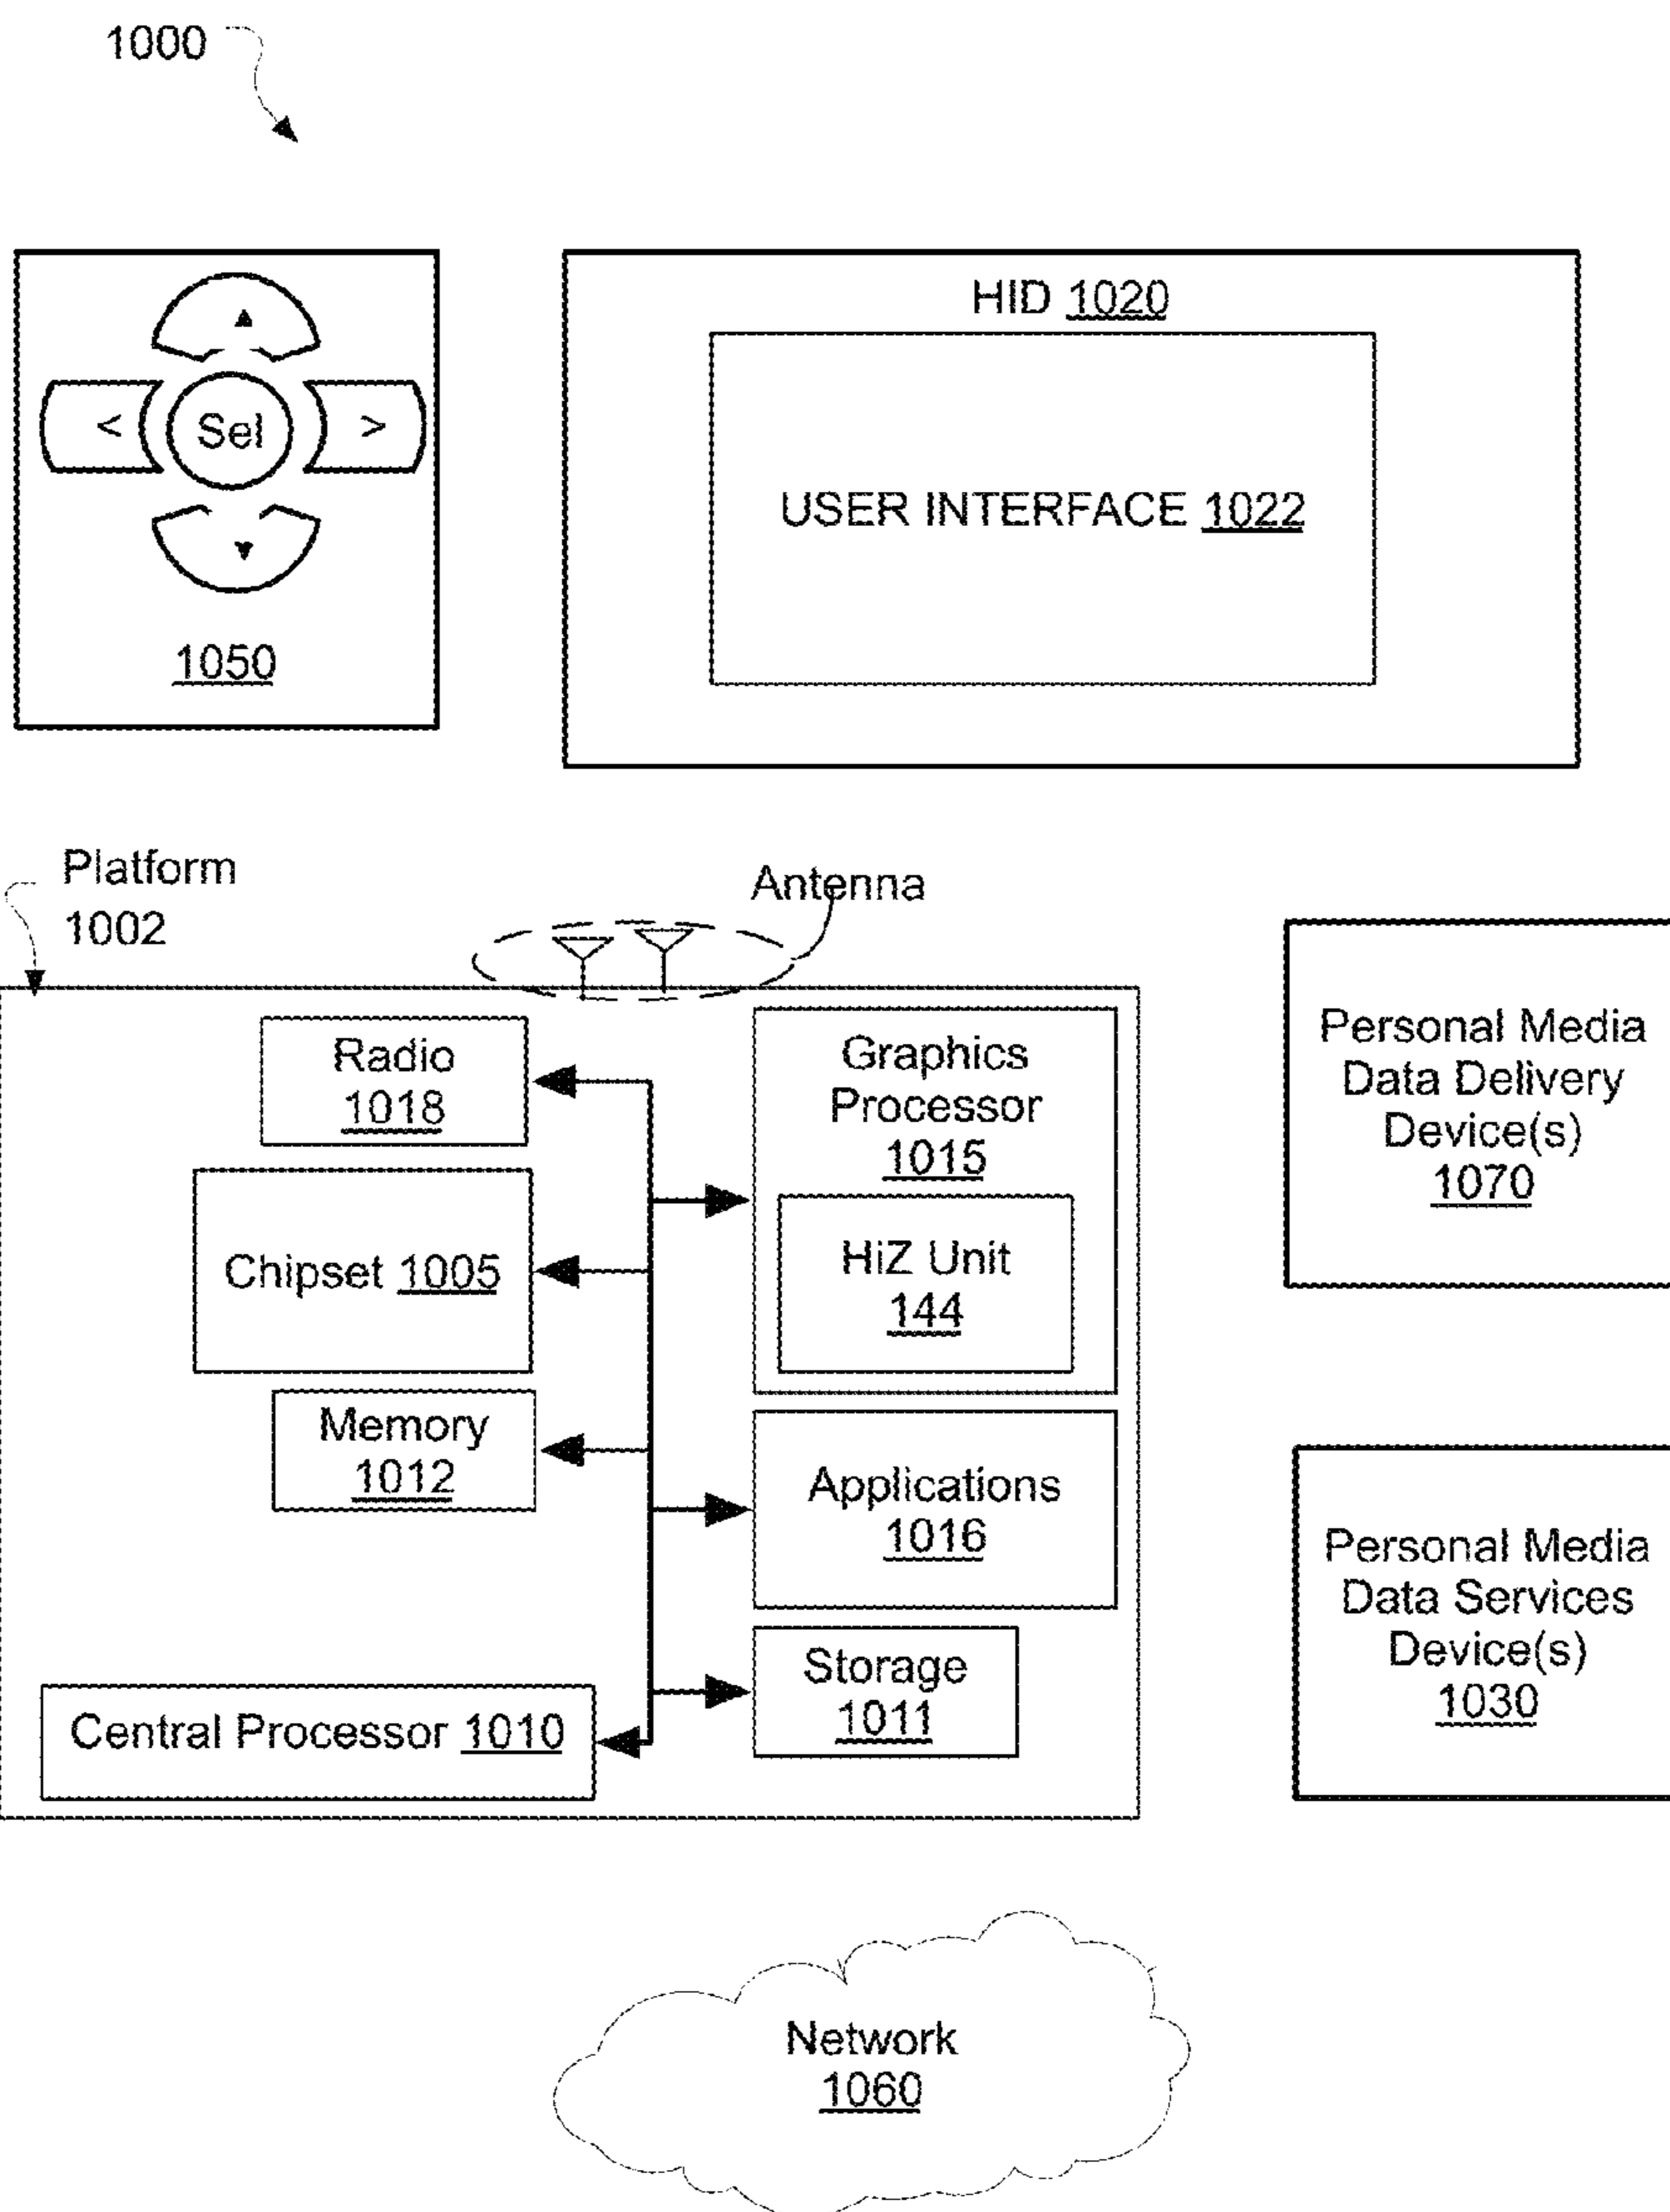 1000
HID 1020
<
Sel
>
USER INTERFACE 1022
1050
Platform
1002
Antenna
Radio
1018
Graphics
Processor
1015
Personal Media
Data Delivery
Device(s)
1070
Chipset 1005
HiZ Unit
144
Memory
1012
Applications
1016
Personal Media
Data Services
Device(s)
1030
Storage
1011
Central Processor 1010
Network
1060